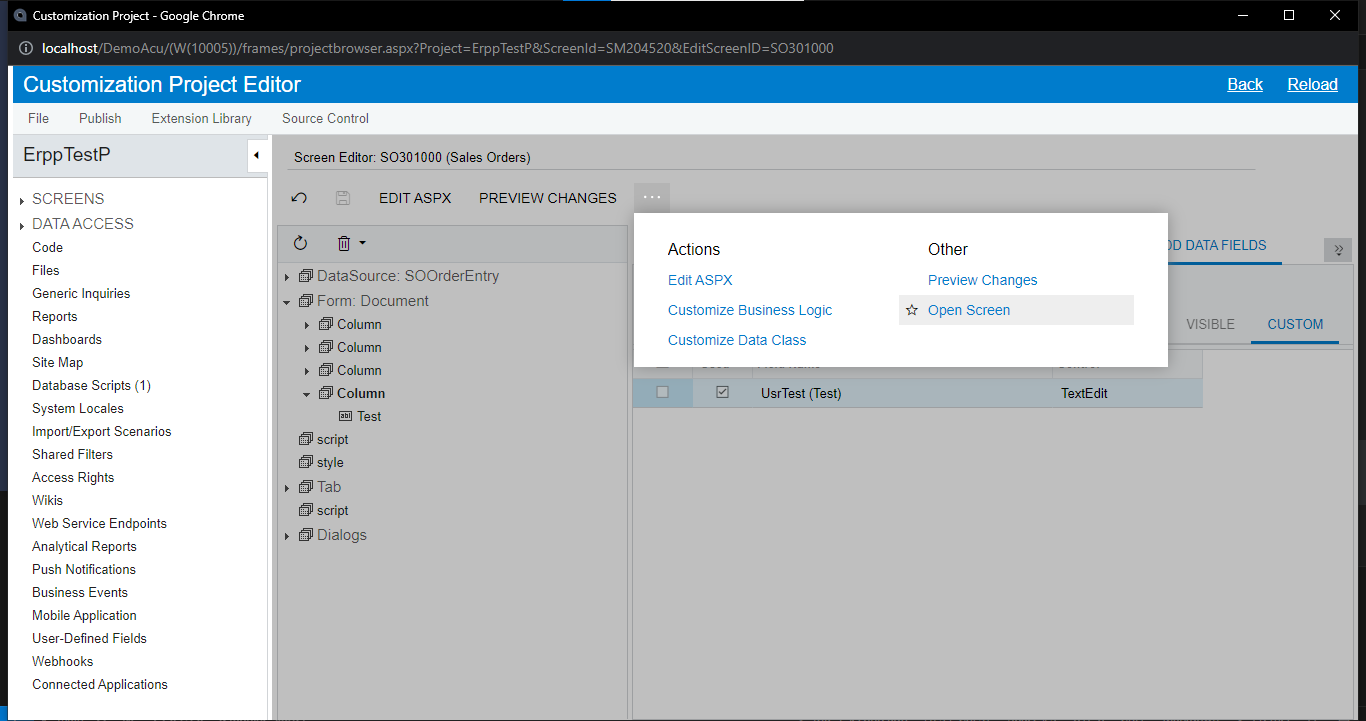 Customization Project - Google Chrome
localhost/DemoAcu/(W(10005))/frames/projectbrowser.aspx?Project=ErppTestP&ScreenId=SM204520&EditScreenID=SO301000
Customization Project Editor
Back
Reload
File
Publish
Extension Library
Source Control
ErppTestP
SCREENS
DATA ACCESS
Code
Files
Generic Inquiries
Reports
Dashboards
Site Map
Database Scripts (1)
System Locales
Import/Export Scenarios
Shared Filters
Access Rights
Wikis
Web Service Endpoints
Analytical Reports
Push Notifications
Business Events
Mobile Application
User-Defined Fields
Webhooks
Connected Applications
Screen Editor: SO301000 (Sales Orders)
EDIT ASPX
PREVIEW CHANGES
...
DataSource: SOOrderEntry
Form: Document
Column
Column
Column
Column
Test
script
style
Tab
script
Dialogs
Actions
Edit ASPX
Customize Business Logic
Customize Data Class
Other
Preview Changes
Open Screen
DATA FIELDS
VISIBLE
CUSTOM
UsrTest (Test)
TextEdit